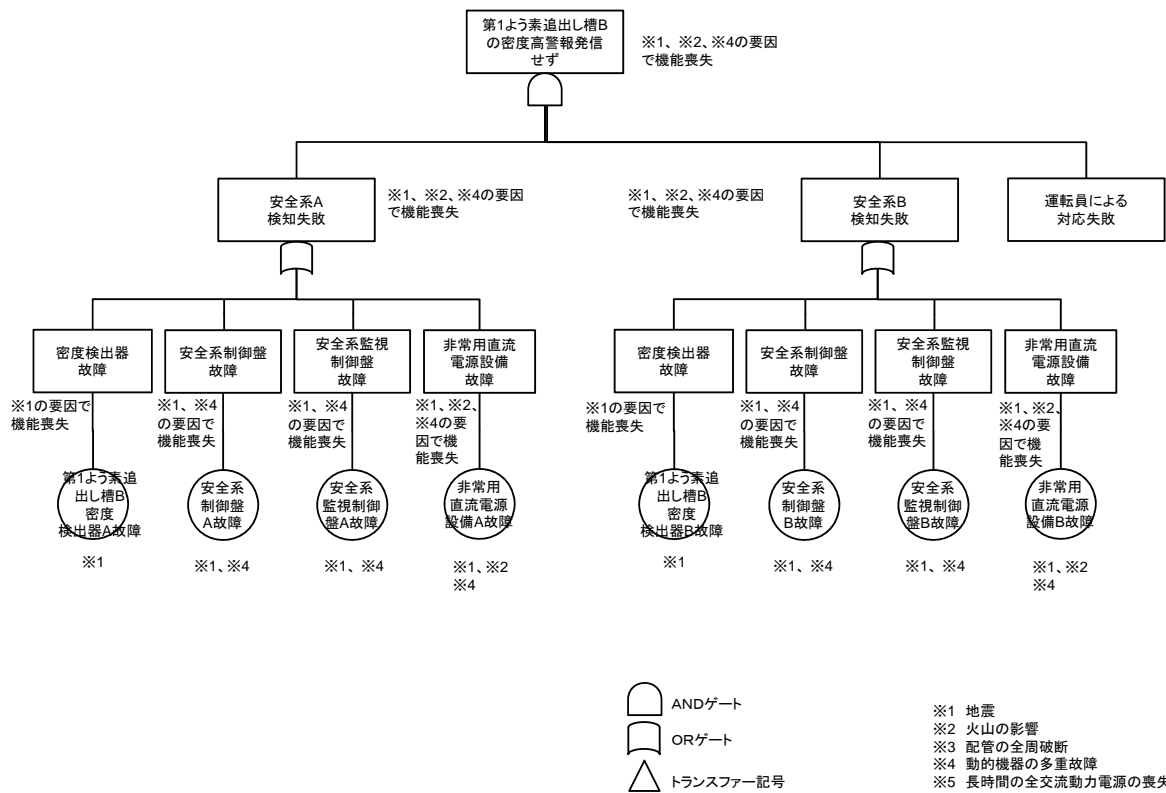 第1よう素追出し槽B
の密度高警報発信
せず
※1、※2、※4の要因
で機能喪失
安全系A
検知失敗
※1、※2、※4の要因
で機能喪失
※1、※2、※4の要因
で機能喪失
安全系B
検知失敗
運転員による
対応失敗
密度検出器
故障
安全系制御盤
故障
安全系監視
制御盤
故障
非常用直流
電源設備
故障
密度検出器
故障
安全系制御盤
故障
安全系監視
制御盤
故障
非常用直流
電源設備
故障
※1の要因で
機能喪失
※1、※4
の要因で
機能喪失
※1、※4
の要因で
機能喪失
※1、※2、
※4の要
因で機
能喪失
※1の要因で
機能喪失
※1、※4
の要因で
機能喪失
※1、※4
の要因で
機能喪失
※1、※2、
※4の要
因で機
能喪失
第1よう素追
出し槽B
密度
検出器A故障
安全系
制御盤
A故障
安全系
監視制御
盤A故障
非常用
直流電源
設備A故障
第1よう素追
出し槽B
密度
検出器B故障
安全系
制御盤
B故障
安全系
監視制御
盤B故障
非常用
直流電源
設備B故障
※1
※1、※4
※1、※4
※1、※2
※4
※1
※1、※4
※1、※4
※1、※2
※4
ANDゲート
ORゲート
トランスファー記号
※1 地震
※2 火山の影響
※3 配管の全周破断
※4 動的機器の多重故障
※5 長時間の全交流動力電源の喪失